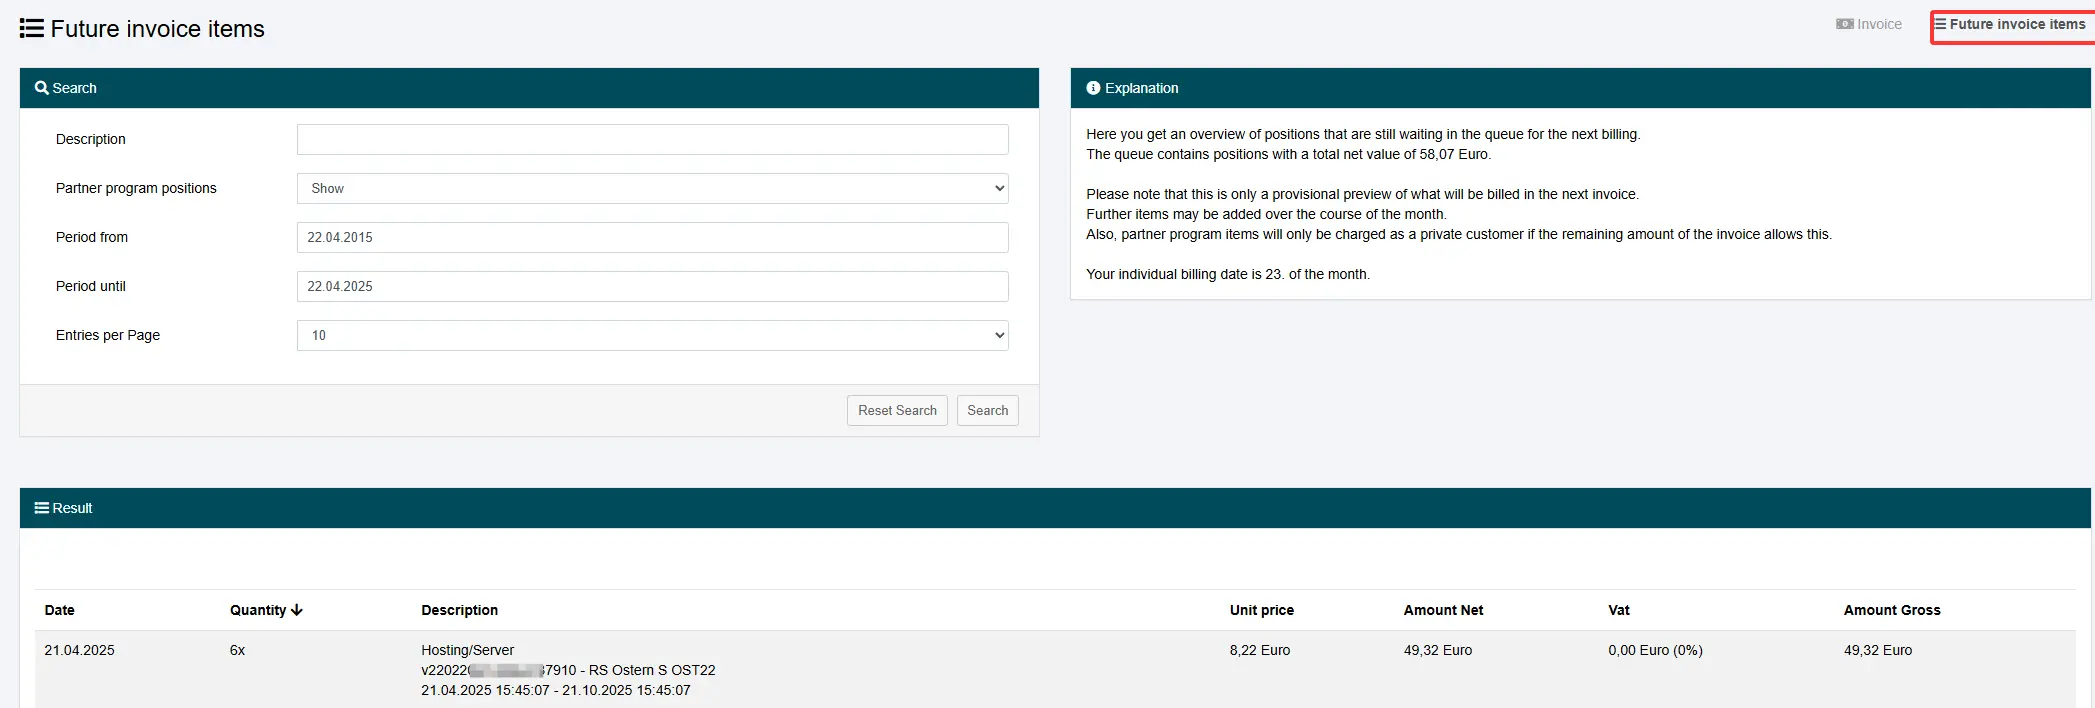 Future invoice items
Invoice
Future invoice items
Search
Description
Partner program positions
Show
Period from
22.04.2015
Period until
22.04.2025
Entries per Page
10
Reset Search
Search
Explanation
Here you get an overview of positions that are still waiting in the queue for the next billing.
The queue contains positions with a total net value of 58,07 Euro.
Please note that this is only a provisional preview of what will be billed in the next invoice.
Further items may be added over the course of the month.
Also, partner program items will only be charged as a private customer if the remaining amount of the invoice allows this.
Your individual billing date is 23. of the month.
Result
Date Quantity Description Unit price Amount Net Vat Amount Gross
21.04.2025 6x Hosting/Server 8,22 Euro 49,32 Euro 0,00 Euro (0%) 49,32 Euro
- RS Ostern S OST22
21.04.2025 15:45:07 - 21.10.2025 15:45:07